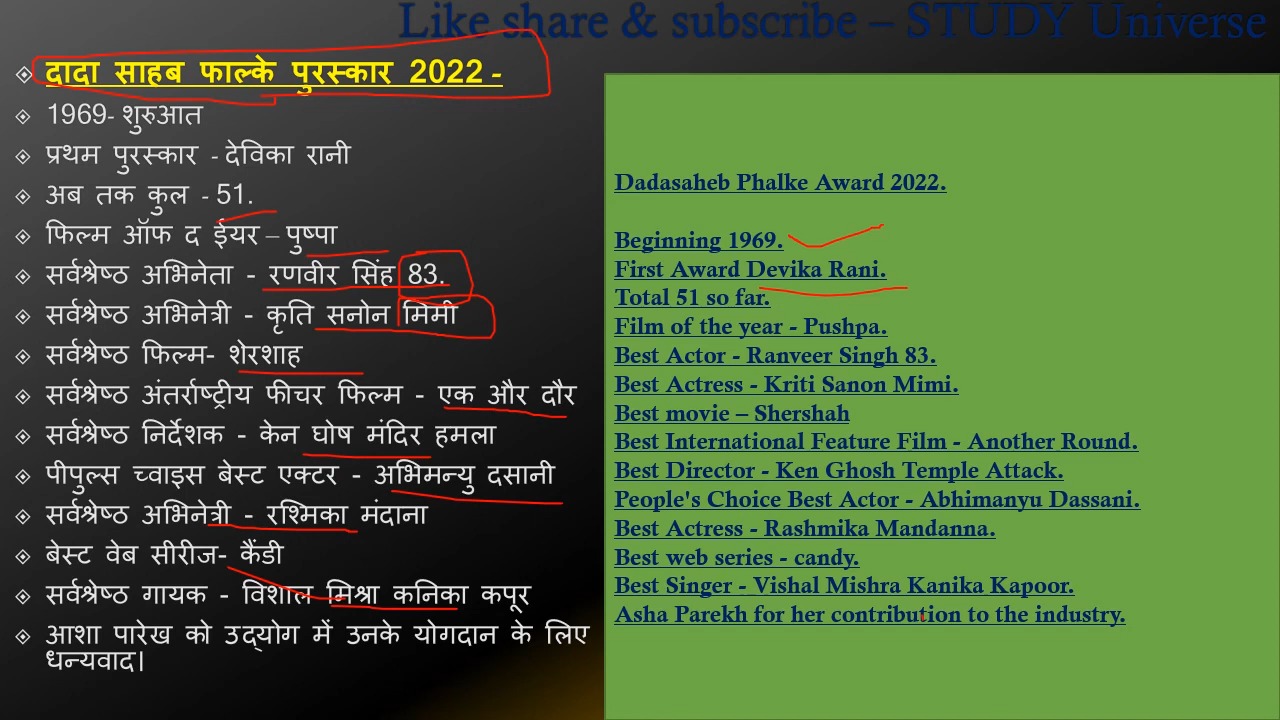 Like share & subscribe – STUDY Universe
दादा साहब फाल्के पुरस्कार 2022 -
1969- शुरुआत
प्रथम पुरस्कार - देविका रानी
अब तक कुल - 51.
फिल्म ऑफ द ईयर – पुष्पा
सर्वश्रेष्ठ अभिनेता - रणवीर सिंह 83.
सर्वश्रेष्ठ अभिनेत्री - कृति सनोन मिमी
सर्वश्रेष्ठ फिल्म- शेरशाह
सर्वश्रेष्ठ अंतर्राष्ट्रीय फीचर फिल्म - एक और दौर
सर्वश्रेष्ठ निर्देशक - केन घोष मंदिर हमला
पीपुल्स च्वाइस बेस्ट एक्टर - अभिमन्यु दसानी
सर्वश्रेष्ठ अभिनेत्री - रश्मिका मंदाना
बेस्ट वेब सीरीज- कैंडी
सर्वश्रेष्ठ गायक - विशाल मिश्रा कनिका कपूर
आशा पारेख को उद्योग में उनके योगदान के लिए
धन्यवाद।
Dadasaheb Phalke Award 2022.
Beginning 1969.
First Award Devika Rani.
Total 51 so far.
Film of the year - Pushpa.
Best Actor - Ranveer Singh 83.
Best Actress - Kriti Sanon Mimi.
Best movie – Shershah
Best International Feature Film - Another Round.
Best Director - Ken Ghosh Temple Attack.
People's Choice Best Actor - Abhimanyu Dassani.
Best Actress - Rashmika Mandanna.
Best web series - candy.
Best Singer - Vishal Mishra Kanika Kapoor.
Asha Parekh for her contribution to the industry.